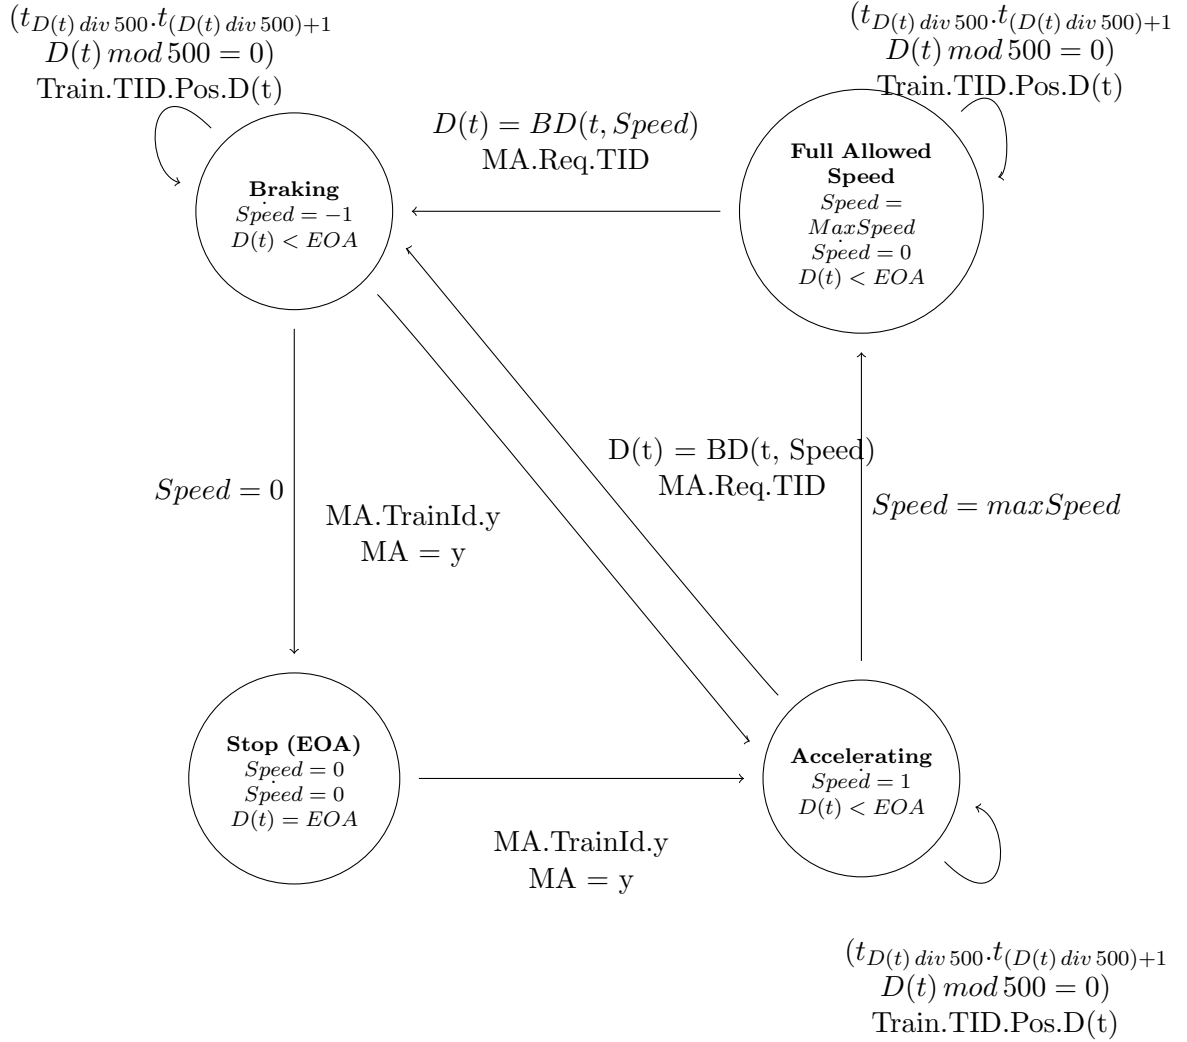 (t_{D(t) div 500}.t_{(D(t) div 500)+1}
D(t) mod 500 = 0)
Train.TID.Pos.D(t)
(t_{D(t) div 500}.t_{(D(t) div 500)+1}
D(t) mod 500 = 0)
Train.TID.Pos.D(t)
D(t) = BD(t, Speed)
MA.Req.TID
Braking
Spėed = −1
D(t) < EOA
Full Allowed
Speed
Speed =
MaxSpeed
Spėed = 0
D(t) < EOA
D(t) = BD(t, Speed)
MA.Req.TID
Speed = 0
MA.TrainId.y
MA = y
Speed = maxSpeed
Stop (EOA)
Speed = 0
Spėed = 0
D(t) = EOA
Accelerating
Spėed = 1
D(t) < EOA
MA.TrainId.y
MA = y
(t_{D(t) div 500}.t_{(D(t) div 500)+1}
D(t) mod 500 = 0)
Train.TID.Pos.D(t)